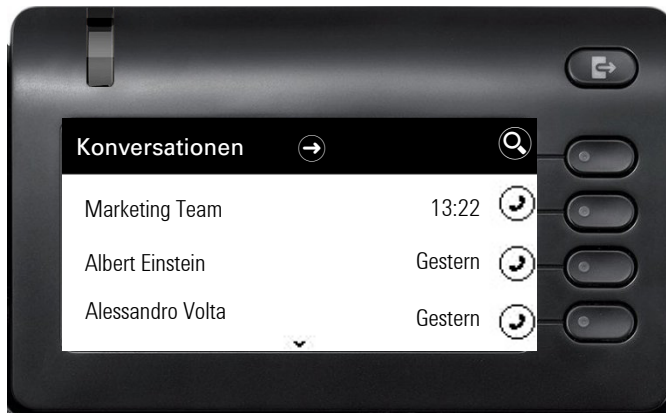 Konversationen
Marketing Team 13:22
Albert Einstein Gestern
Alessandro Volta Gestern